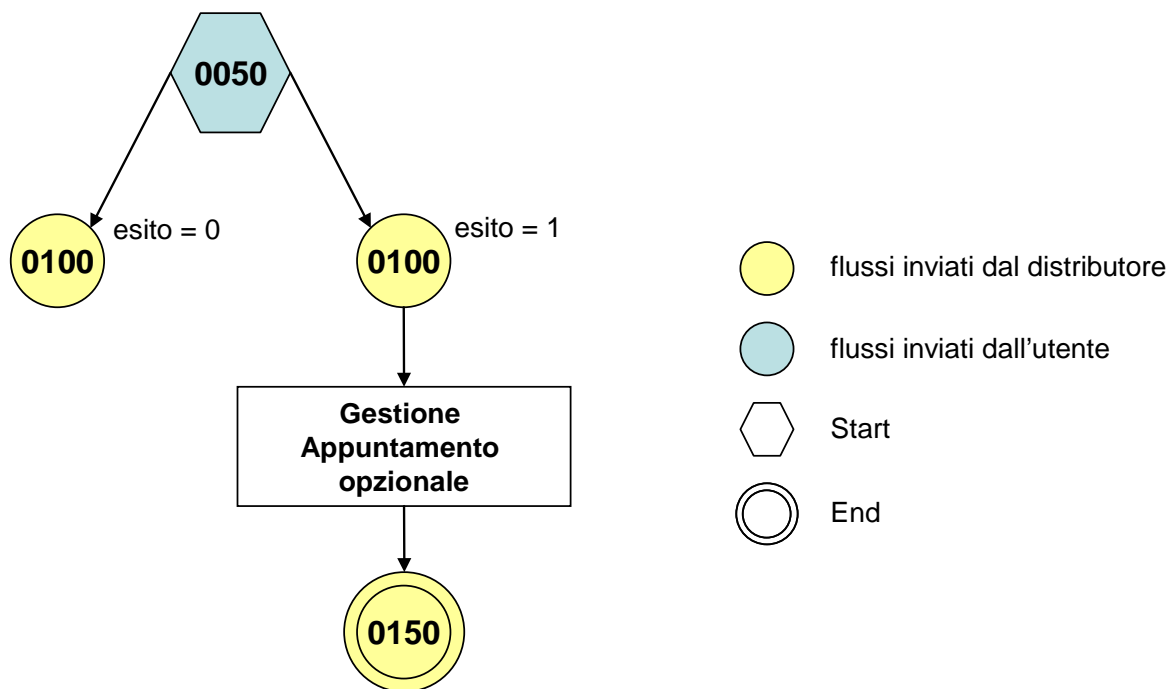 0050
esito = 0
esito = 1
0100
0100
Gestione
Appuntamento
opzionale
0150
flussi inviati dal distributore
flussi inviati dall'utente
Start
End